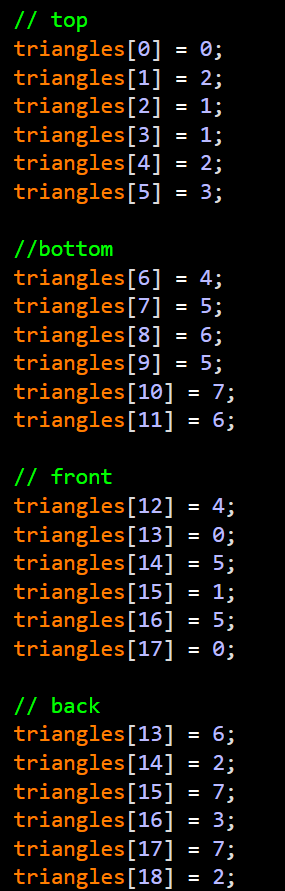 // top
triangles[0] = 0;
triangles[1] = 2;
triangles[2] = 1;
triangles[3] = 1;
triangles[4] = 2;
triangles[5] = 3;

//bottom
triangles[6] = 4;
triangles[7] = 5;
triangles[8] = 6;
triangles[9] = 5;
triangles[10] = 7;
triangles[11] = 6;

// front
triangles[12] = 4;
triangles[13] = 0;
triangles[14] = 5;
triangles[15] = 1;
triangles[16] = 5;
triangles[17] = 0;

// back
triangles[13] = 6;
triangles[14] = 2;
triangles[15] = 7;
triangles[16] = 3;
triangles[17] = 7;
triangles[18] = 2;